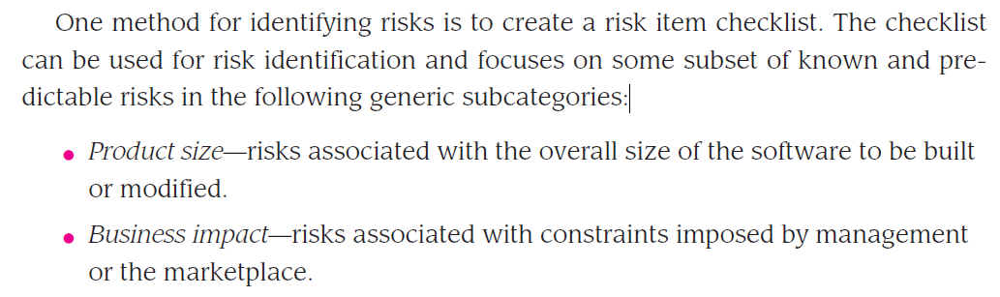 One method for identifying risks is to create a risk item checklist. The checklist
can be used for risk identification and focuses on some subset of known and pre-
dictable risks in the following generic subcategories:
• Product size—risks associated with the overall size of the software to be built
or modified.
• Business impact—risks associated with constraints imposed by management
or the marketplace.